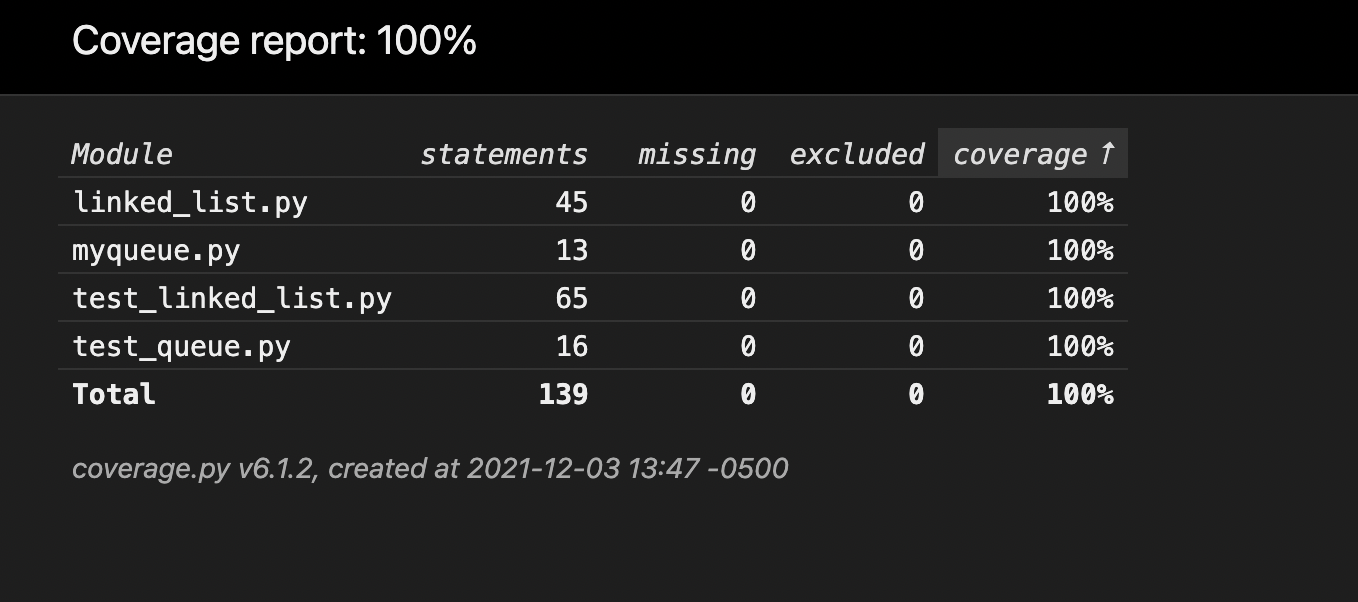 Coverage report: 100%
Module statements missing excluded coverage ↑
linked_list.py 45 0 0 100%
myqueue.py 13 0 0 100%
test_linked_list.py 65 0 0 100%
test_queue.py 16 0 0 100%
Total 139 0 0 100%
coverage.py v6.1.2, created at 2021-12-03 13:47 -0500